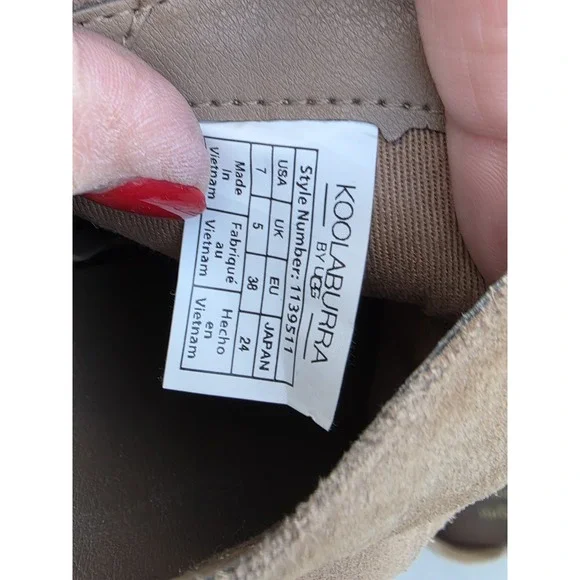 KOOLABURRA
BY UGG
Style Number: 1139511
USA UK EU JAPAN
7 5 38 24
Made in Vietnam
Fabriqué au Vietnam
Hecho en Vietnam